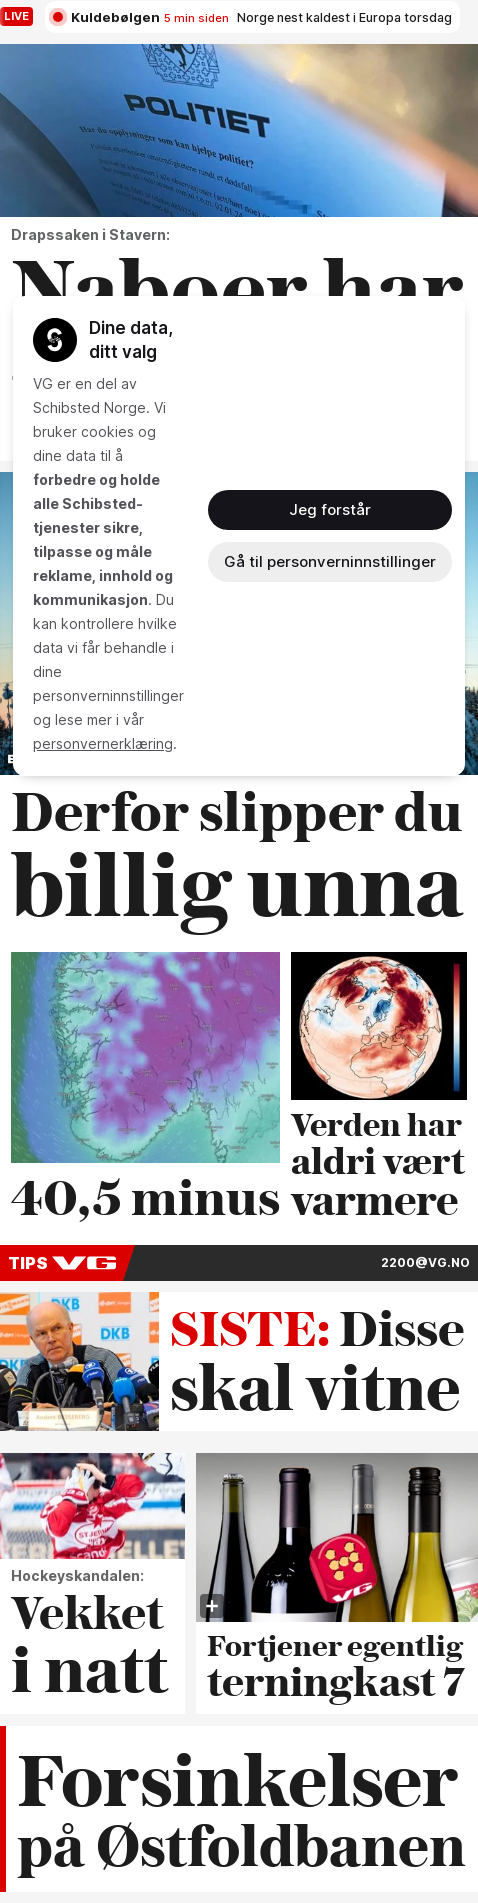 LIVE
Kuldebølgen 5 min siden Norge nest kaldest i Europa torsdag
POLITIET
Har du opplysninger som kan hjelpe politiet?
Drapssaken i Stavern:
Naboer har
Dine data,
ditt valg
VG er en del av
Schibsted Norge. Vi
bruker cookies og
dine data til å
forbedre og holde
alle Schibsted-
tjenester sikre,
tilpasse og måle
reklame, innhold og
kommunikasjon. Du
kan kontrollere hvilke
data vi får behandle i
dine
personverninnstillinger
og lese mer i vår
personvernerklæring.
Jeg forstår
Gå til personverninnstillinger
Derfor slipper du
billig unna
40,5 minus
Verden har
aldri vært
varmere
TIPS VG
2200@VG.NO
DKB
DKB
SISTE: Disse
skal vitne
Hockeyskandalen:
Vekket
i natt
VG
Fortjener egentlig
terningkast 7
Forsinkelser
på Østfoldbanen